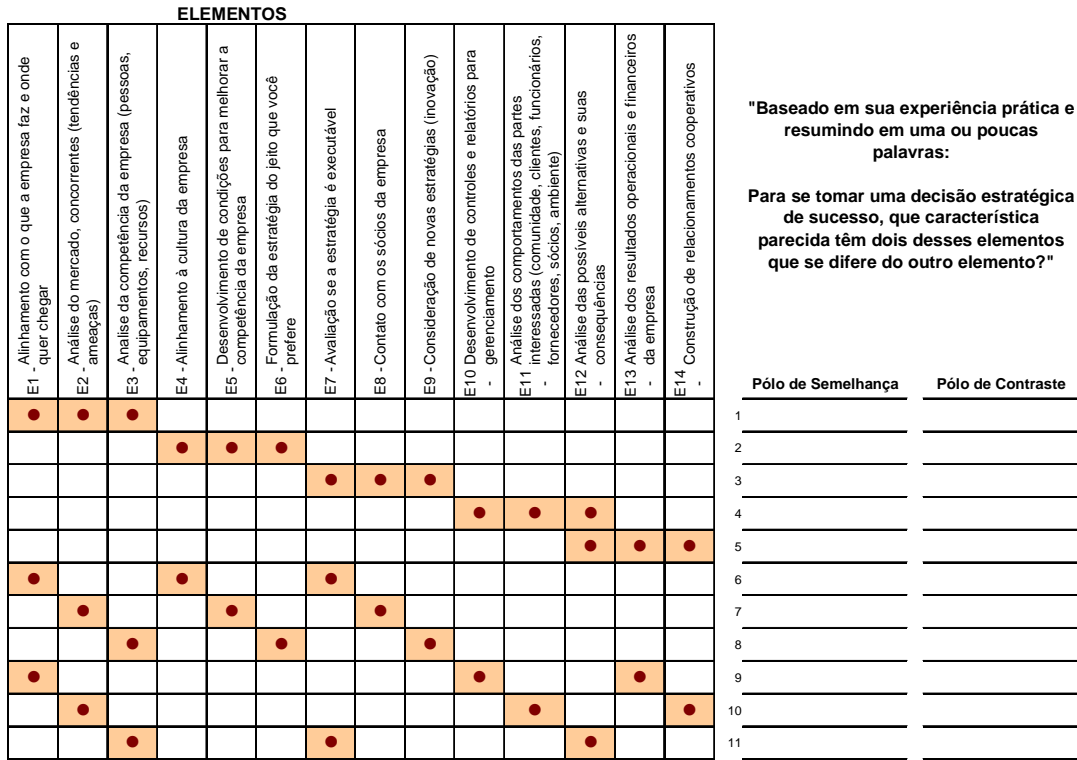 ELEMENTOS
E1 - Alinhamento com o que a empresa faz e onde
quer chegar
E2 - Análise do mercado, concorrentes (tendências e
ameaças)
E3 - Analise da competência da empresa (pessoas,
equipamentos, recursos)
E4 - Alinhamento à cultura da empresa
E5 - Desenvolvimento de condições para melhorar a
competência da empresa
E6 - Formulação da estratégia do jeito que você
prefere
E7 - Avaliação se a estratégia é executável
E8 - Contato com os sócios da empresa
E9 - Consideração de novas estratégias (inovação)
E10 Desenvolvimento de controles e relatórios para
- gerenciamento
E11 Análise dos comportamentos das partes
interessadas (comunidade, clientes, funcionários,
- fornecedores, sócios, ambiente)
E12 Análise das possíveis alternativas e suas
- consequências
E13 Análise dos resultados operacionais e financeiros
- da empresa
E14 Construção de relacionamentos cooperativos
-
"Baseado em sua experiência prática e
resumindo em uma ou poucas
palavras:
Para se tomar uma decisão estratégica
de sucesso, que característica
parecida têm dois desses elementos
que se difere do outro elemento?"
Pólo de Semelhança Pólo de Contraste
1
2
3
4
5
6
7
8
9
10
11